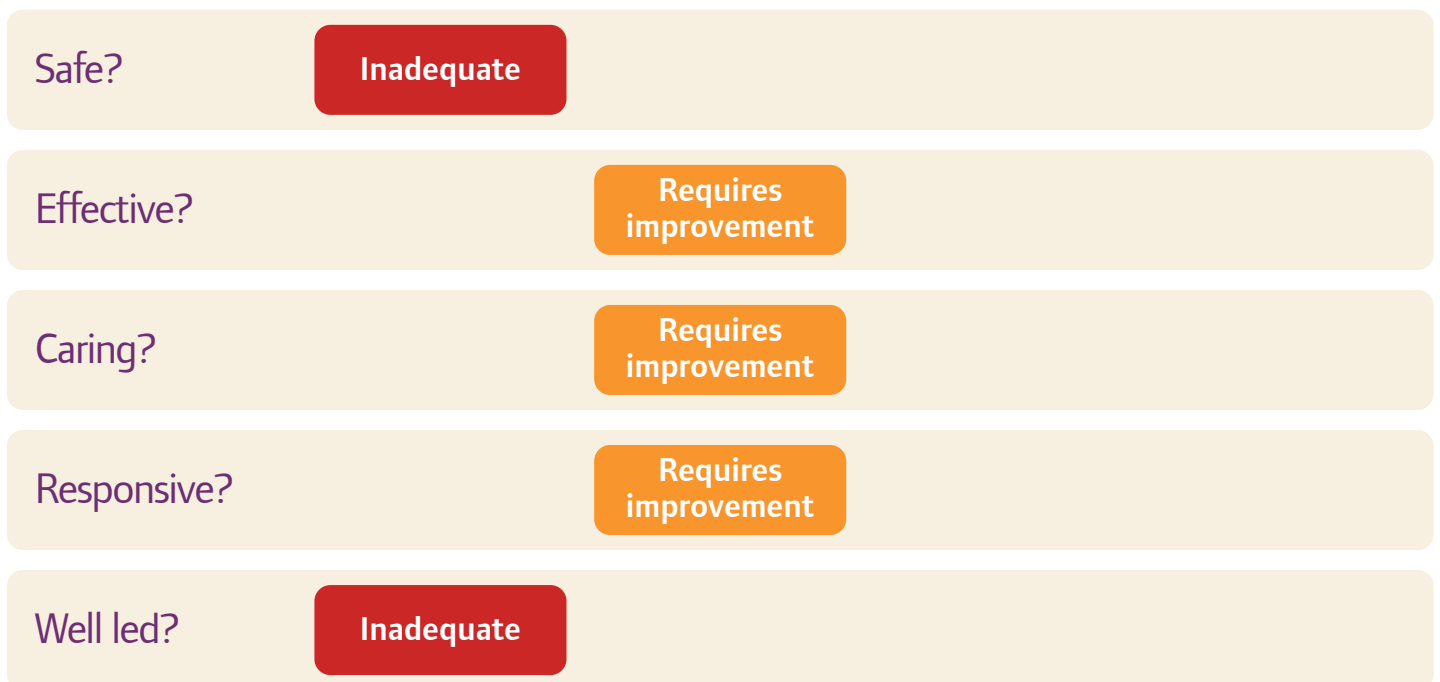 Safe?
Inadequate
Effective?
Requires
improvement
Caring?
Requires
improvement
Responsive?
Requires
improvement
Well led?
Inadequate